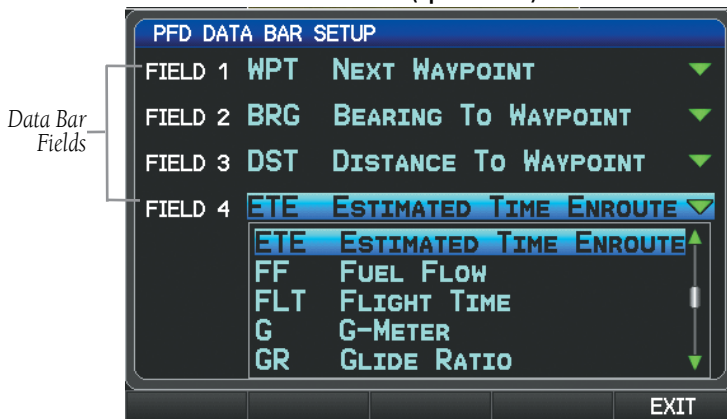 PFD DATA BAR SETUP
FIELD 1 WPT NEXT WAYPOINT
FIELD 2 BRG BEARING TO WAYPOINT
Data Bar
Fields
FIELD 3 DST DISTANCE TO WAYPOINT
FIELD 4 ETE ESTIMATED TIME ENROUTE
ETE ESTIMATED TIME ENROUTE
FF FUEL FLOW
FLT FLIGHT TIME
G G-METER
GR GLIDE RATIO
EXIT